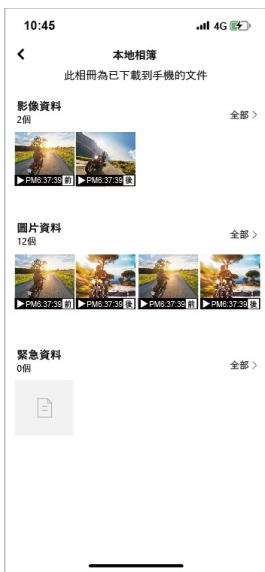 10:45 4G
本地相簿
此相冊為已下載到手機的文件
影像資料
2個
全部
PM6:37:39 前 PM6:37:39 後
圖片資料
12個
全部
PM6:37:39 前 PM6:37:39 後 PM6:37:39 前 PM6:37:39 後
緊急資料
0個
全部